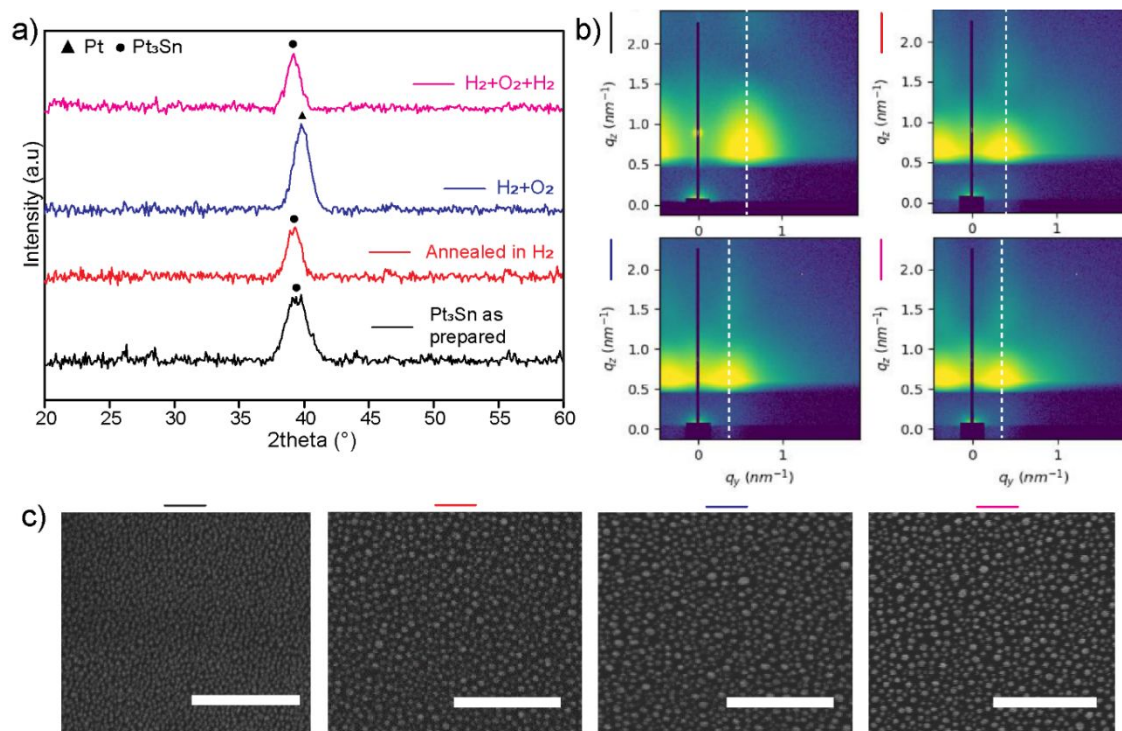 a)
▲ Pt ● Pt₃Sn
H₂+O₂+H₂
H₂+O₂
Annealed in H₂
Pt₃Sn as
prepared
Intensity (a.u)
20 25 30 35 40 45 50 55 60
2theta (°)
b)
2.0
1.5
1.0
0.5
0.0
q_z (nm⁻¹)
0 1
2.0
1.5
1.0
0.5
0.0
q_z (nm⁻¹)
0 1
2.0
1.5
1.0
0.5
0.0
q_z (nm⁻¹)
0 1
q_y (nm⁻¹)
2.0
1.5
1.0
0.5
0.0
q_z (nm⁻¹)
0 1
q_y (nm⁻¹)
c)